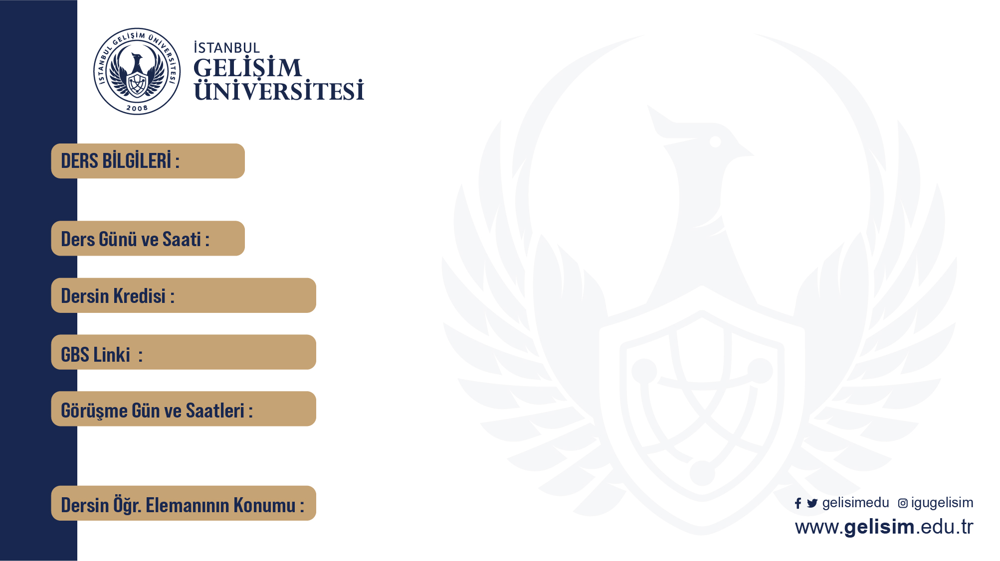 İSTANBUL GELİŞİM ÜNİVERSİTESİ
2008
İSTANBUL
GELİŞİM
ÜNİVERSİTESİ
DERS BİLGİLERİ :
Ders Günü ve Saati :
Dersin Kredisi :
GBS Linki :
Görüşme Gün ve Saatleri :
Dersin Öğr. Elemanının Konumu :
gelisimedu igugelisim
www.gelisim.edu.tr